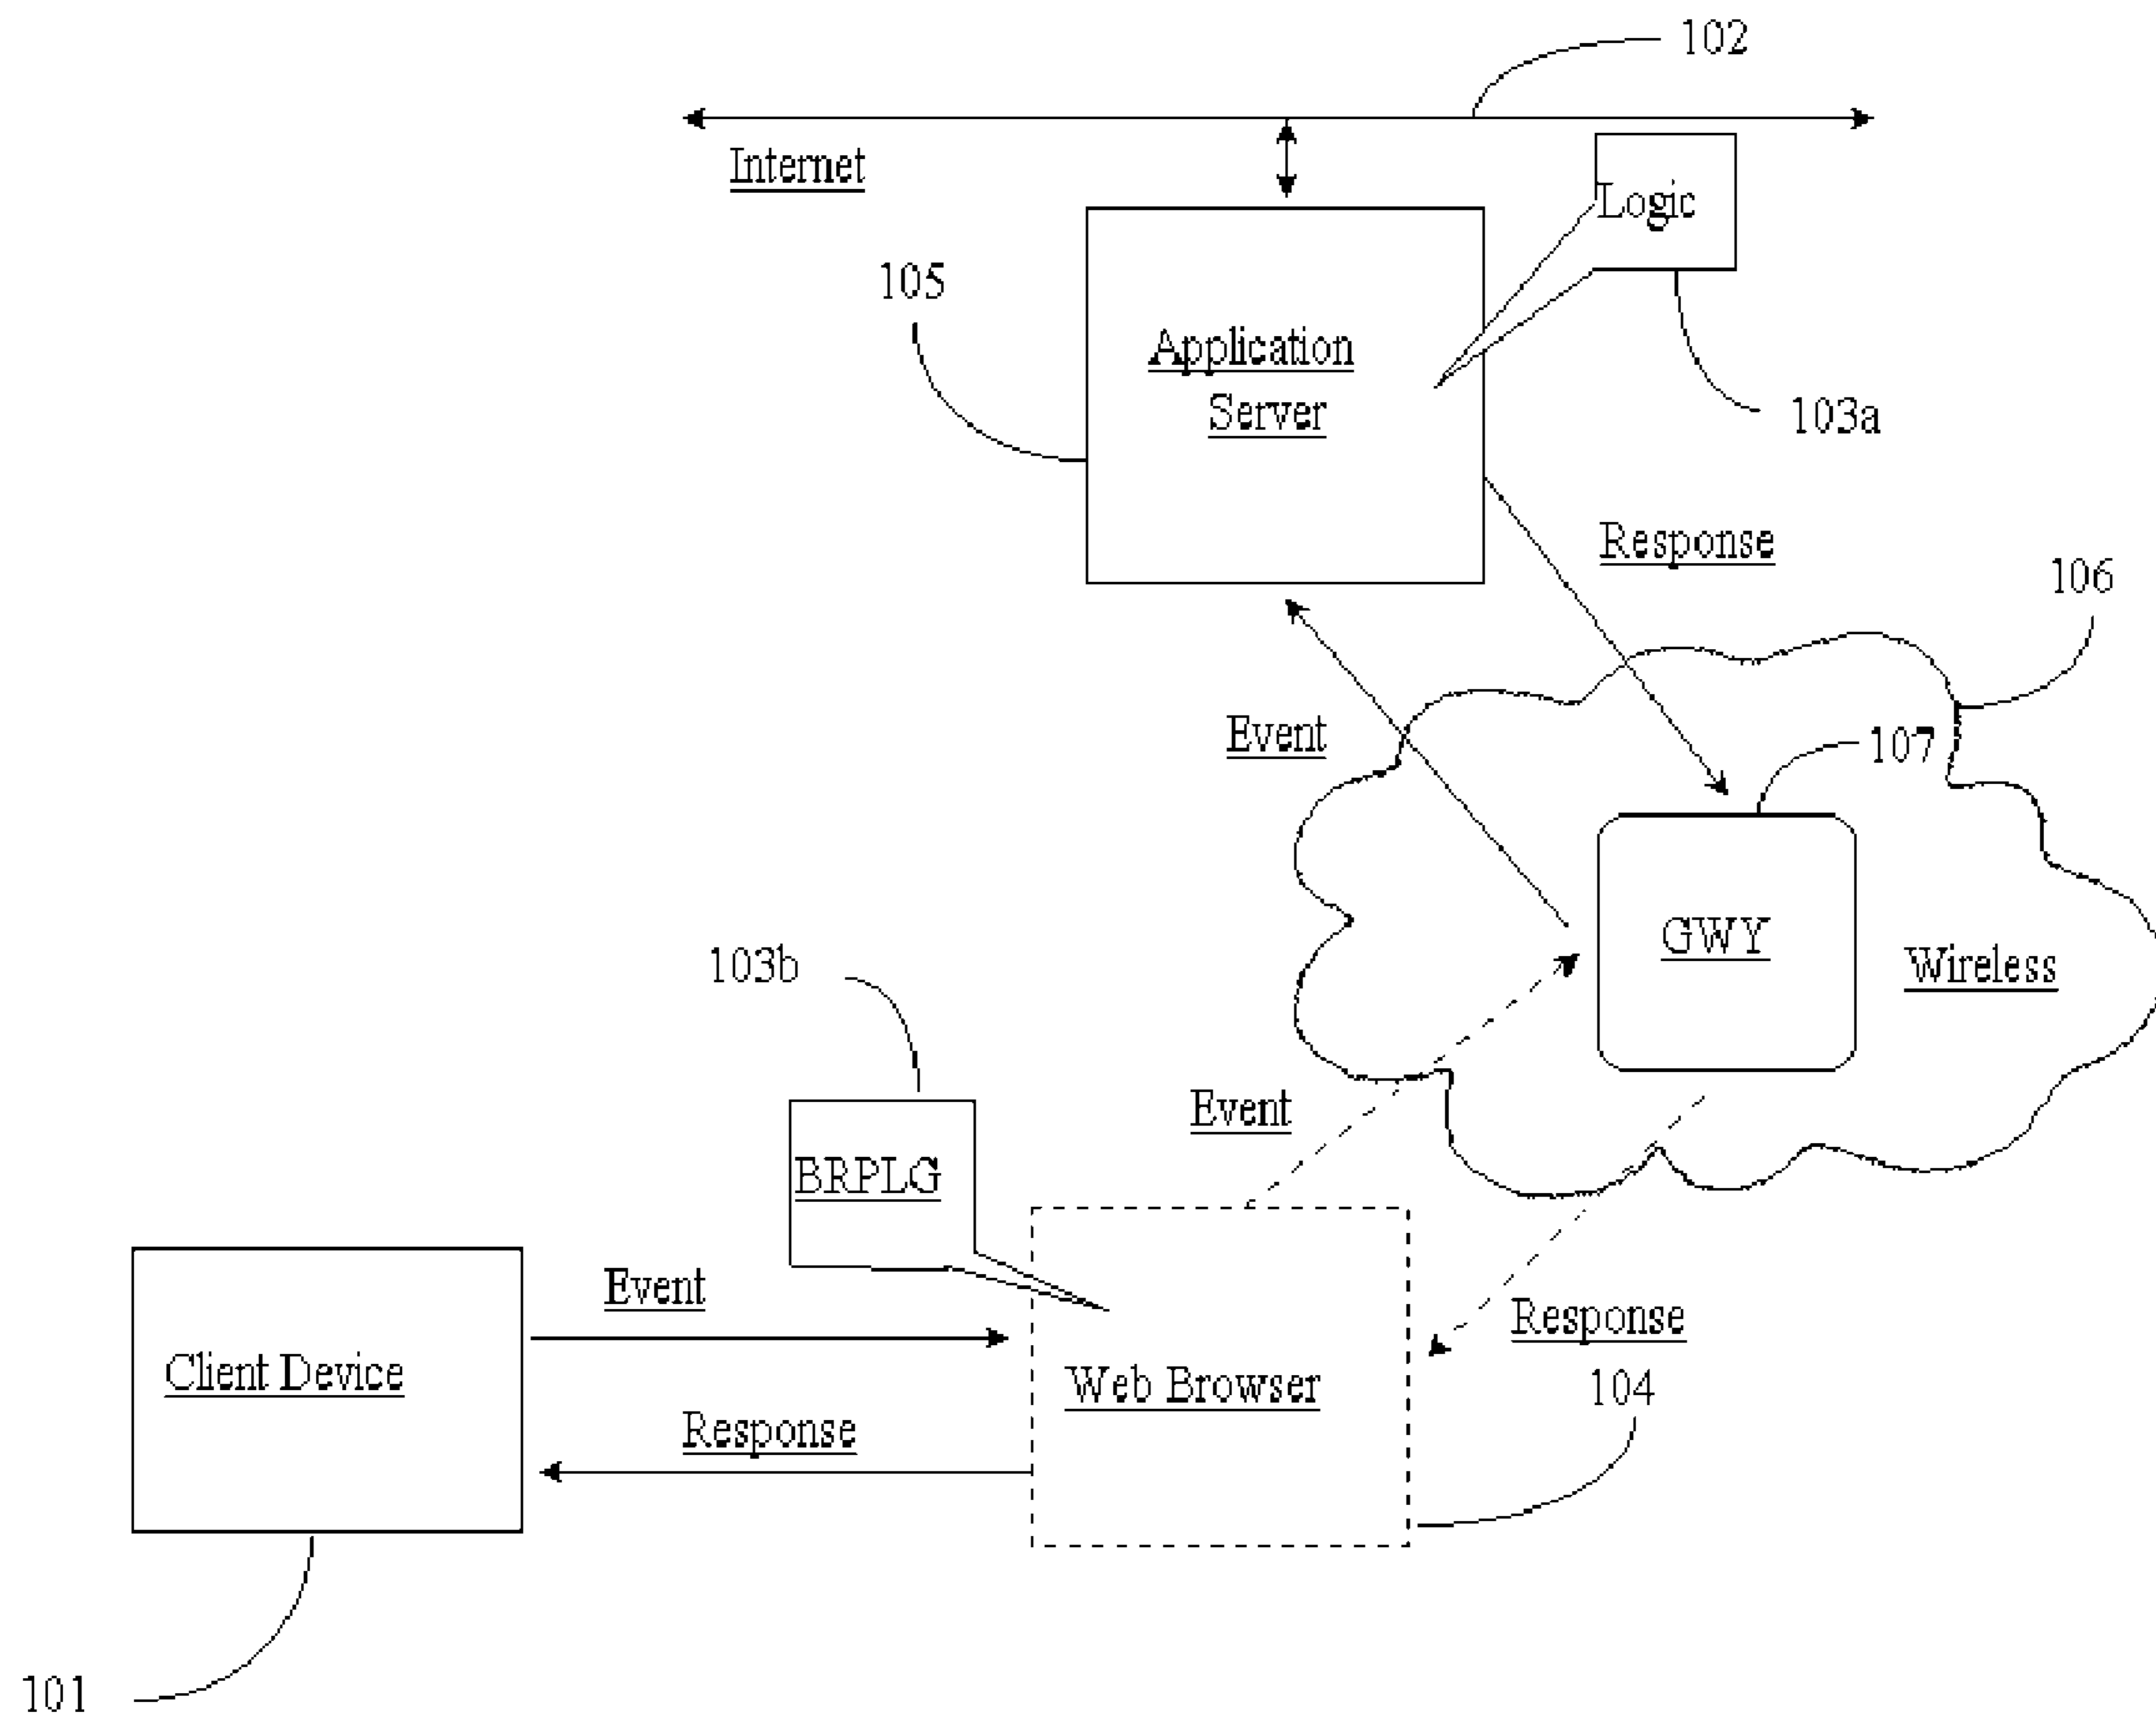 102
Internet
Logic
105
Application
Server
103a
Response
106
Event
107
GWY
Wireless
103b
Event
BRPLG
Event
Response
Client Device
Web Browser
104
Response
101